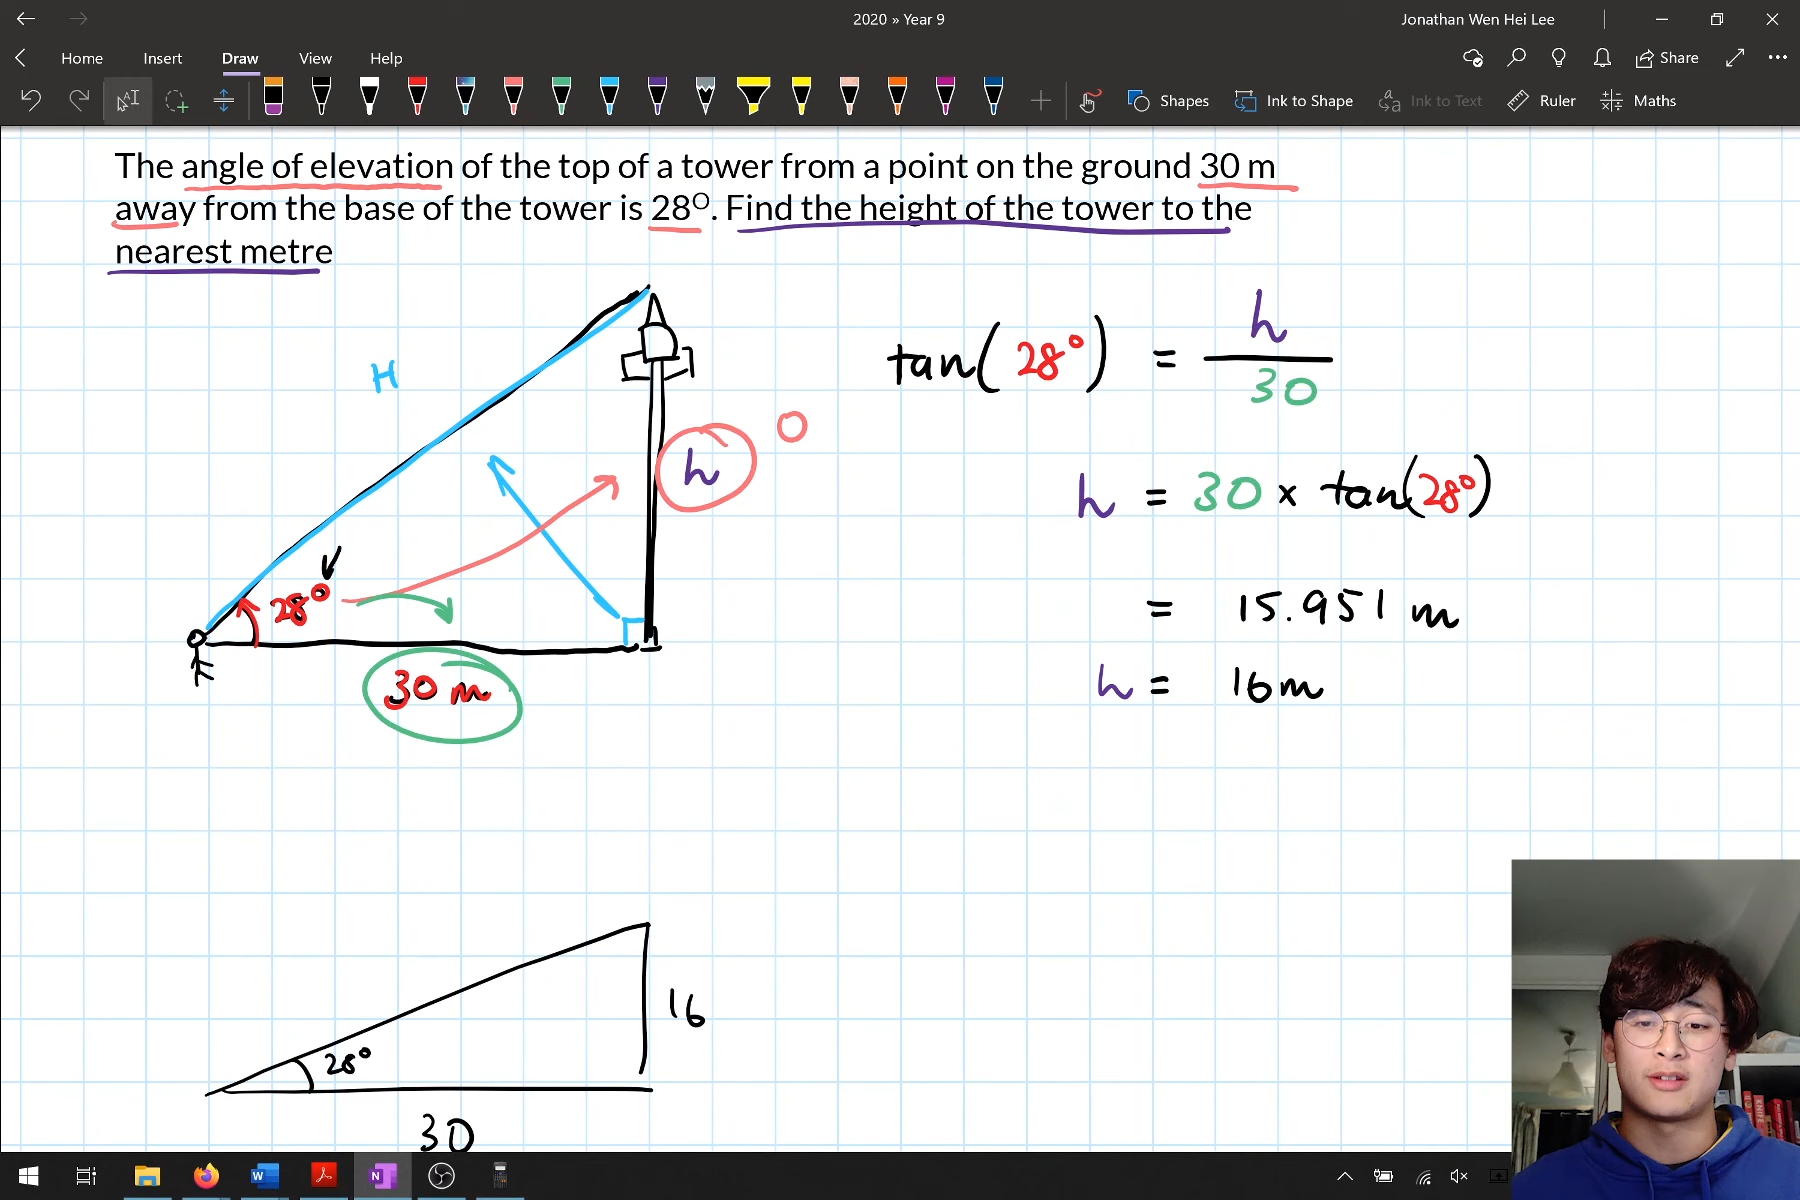 2020 » Year 9
Jonathan Wen Hei Lee
Home Insert Draw View Help
Share
Shapes Ink to Shape Ink to Text Ruler Maths
The angle of elevation of the top of a tower from a point on the ground 30 m
away from the base of the tower is 28°. Find the height of the tower to the
nearest metre
H
h
O
28°
30 m
tan(28°) = h/30
h = 30 × tan(28°)
= 15.951 m
h = 16m
16
28°
30